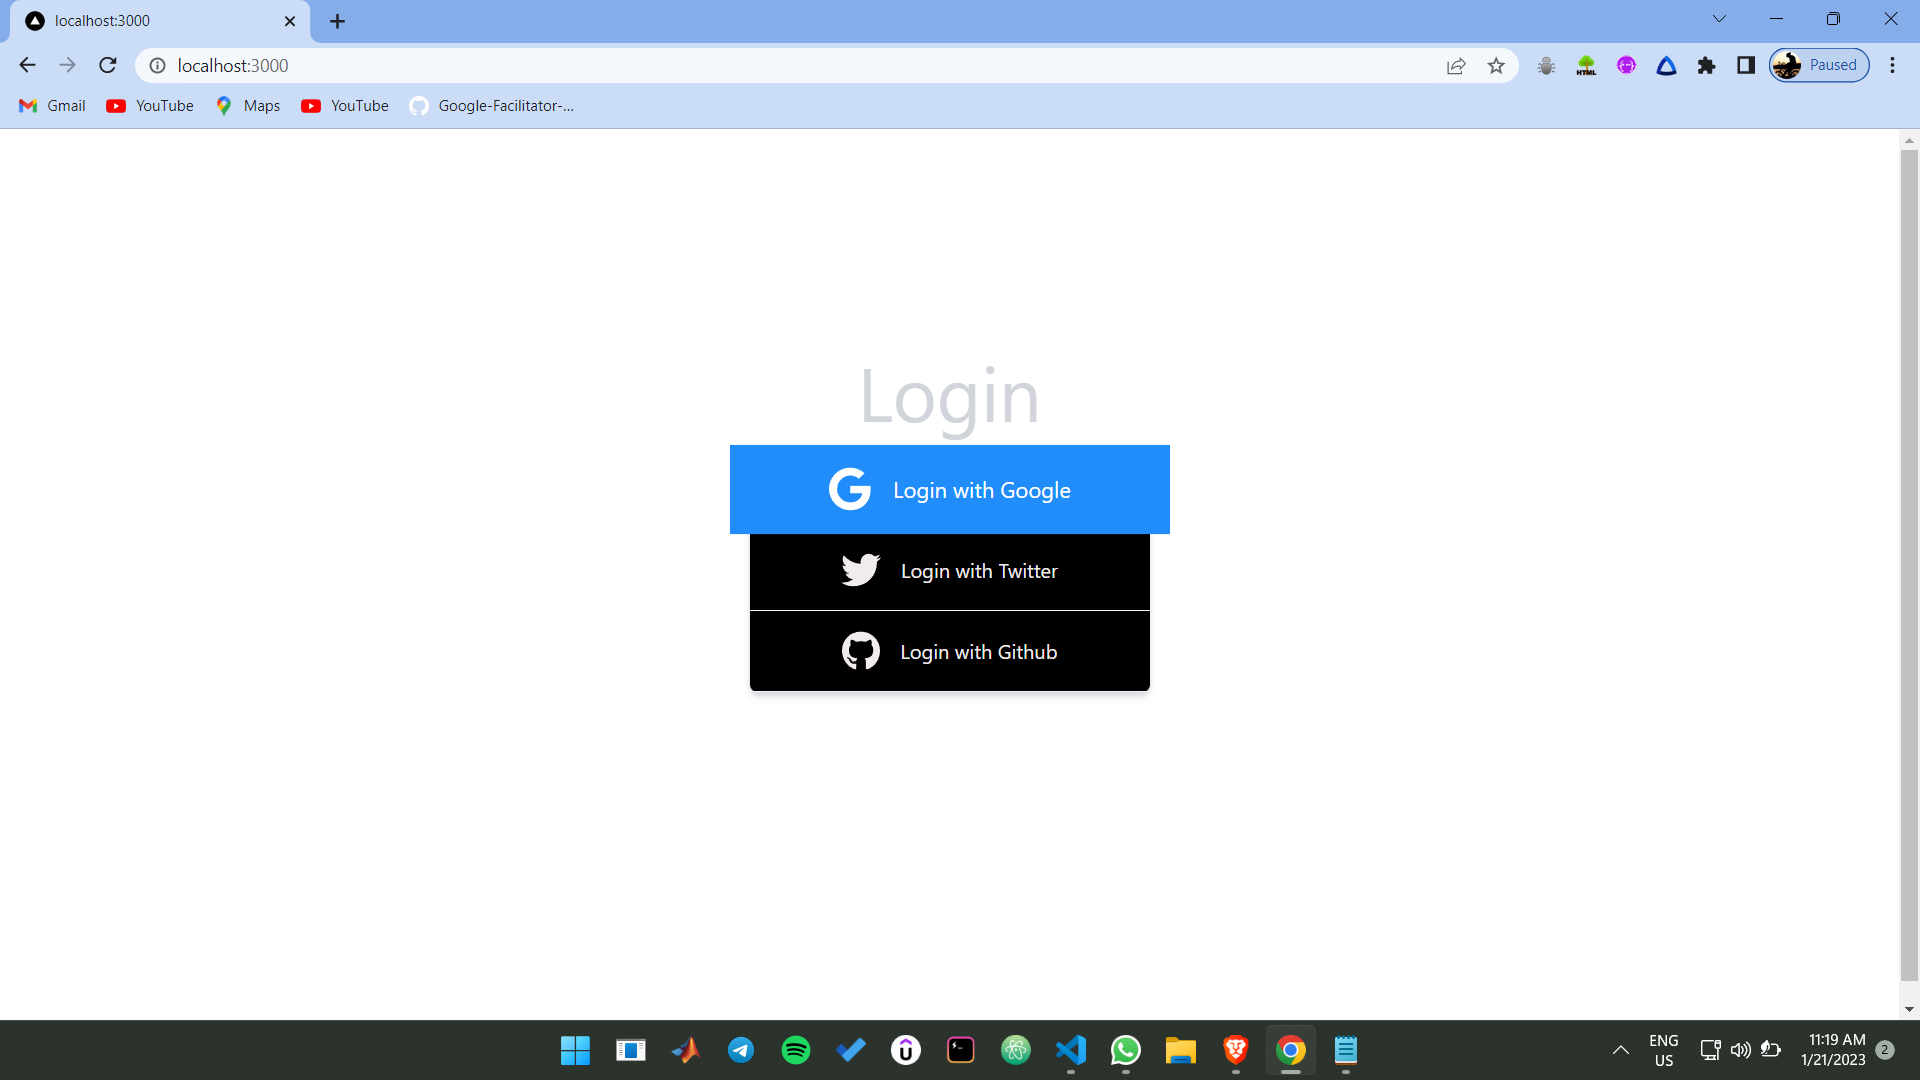 localhost:3000
localhost:3000
Paused
Gmail YouTube Maps YouTube Google-Facilitator-...
Login
Login with Google
Login with Twitter
Login with Github
HTML
ENG
US
11:19 AM
1/21/2023
2